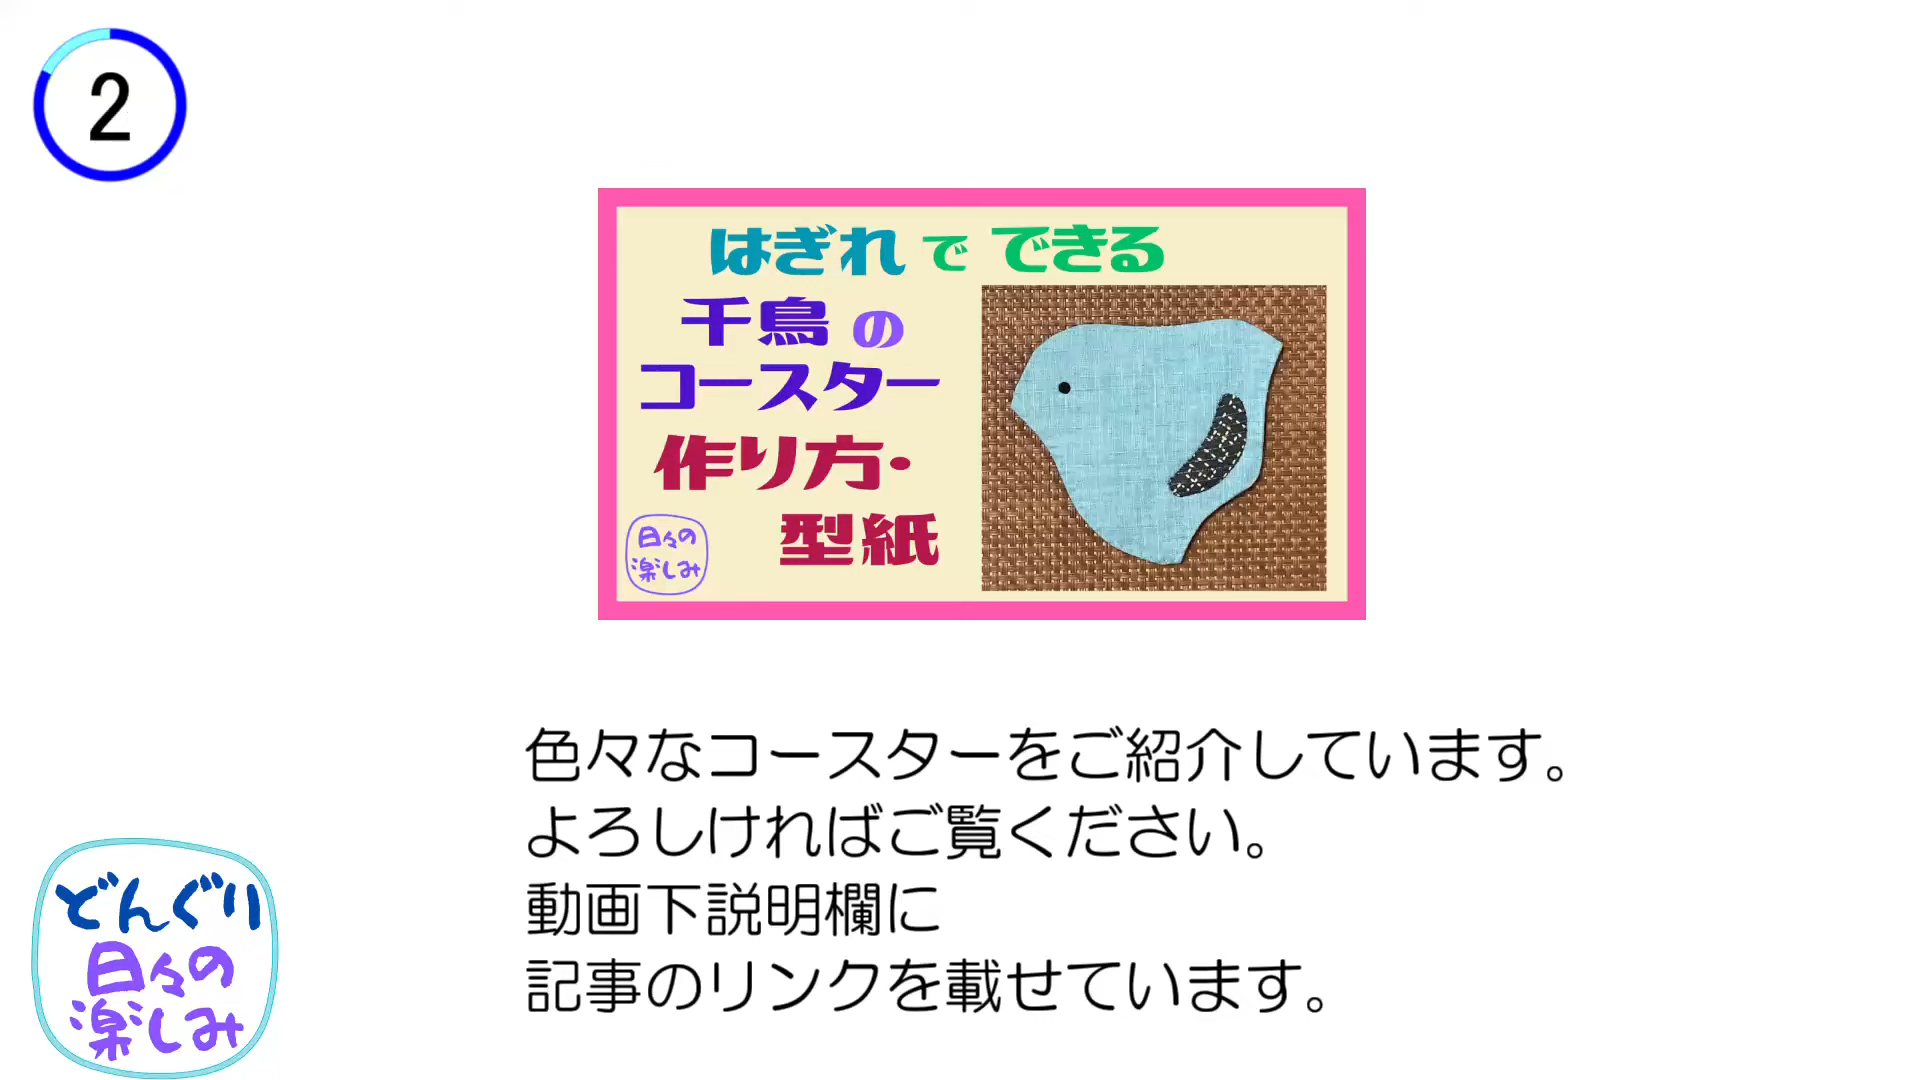 2
はぎれでできる
千鳥の
コースター
作り方・
型紙
日々の
楽しみ
色々なコースターをご紹介しています。
よろしければご覧ください。
動画下説明欄に
記事のリンクを載せています。
どんぐり
日々の
楽しみ